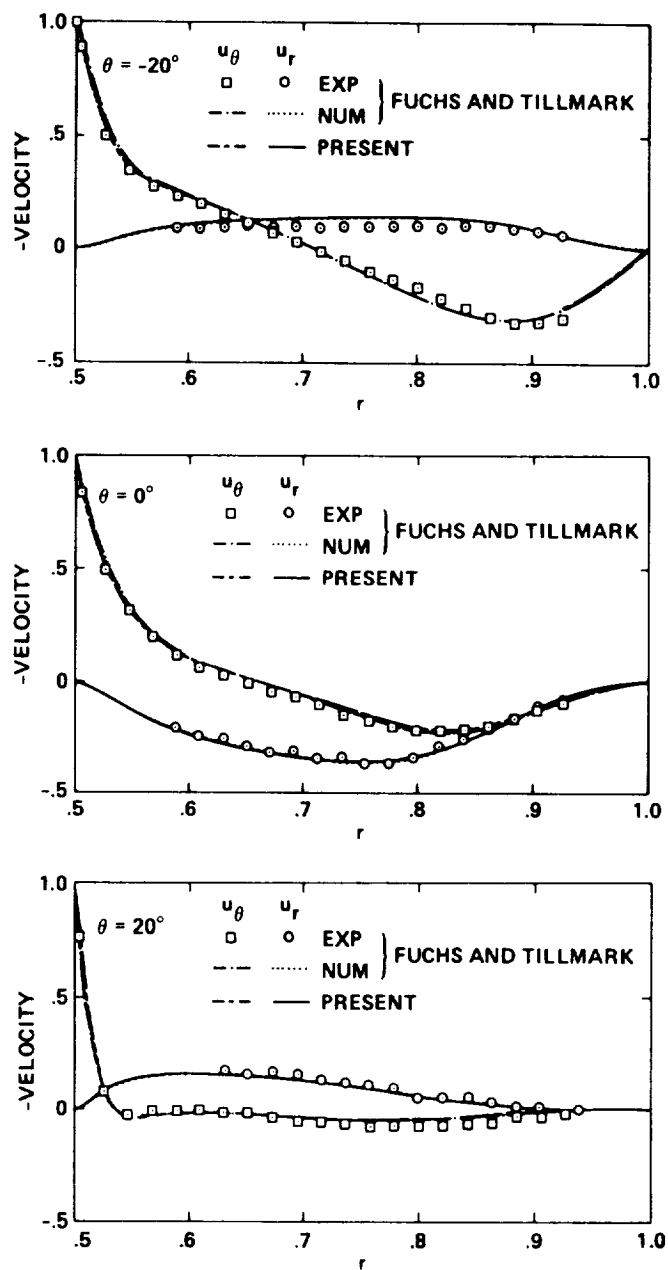 1.0
θ = -20°
u_θ u_r
EXP
NUM
FUCHS AND TILLMARK
PRESENT
.5
0
-.5
-VELOCITY
.5 .6 .7 .8 .9 1.0
r
1.0
θ = 0°
u_θ u_r
EXP
NUM
FUCHS AND TILLMARK
PRESENT
.5
0
-.5
-VELOCITY
.5 .6 .7 .8 .9 1.0
r
1.0
θ = 20°
u_θ u_r
EXP
NUM
FUCHS AND TILLMARK
PRESENT
.5
0
-.5
-VELOCITY
.5 .6 .7 .8 .9 1.0
r